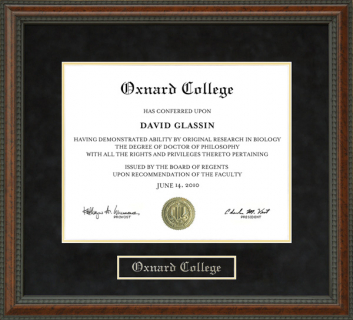 Oxnard College
HAS CONFERRED UPON
DAVID GLASSIN
HAVING DEMONSTRATED ABILITY BY ORIGINAL RESEARCH IN BIOLOGY
THE DEGREE OF DOCTOR OF PHILOSOPHY
WITH ALL THE RIGHTS AND PRIVILEGES THERETO PERTAINING
ISSUED BY THE BOARD OF REGENTS
UPON RECOMMENDATION OF THE FACULTY
JUNE 14, 2010
PROVOST
PRESIDENT
Oxnard College